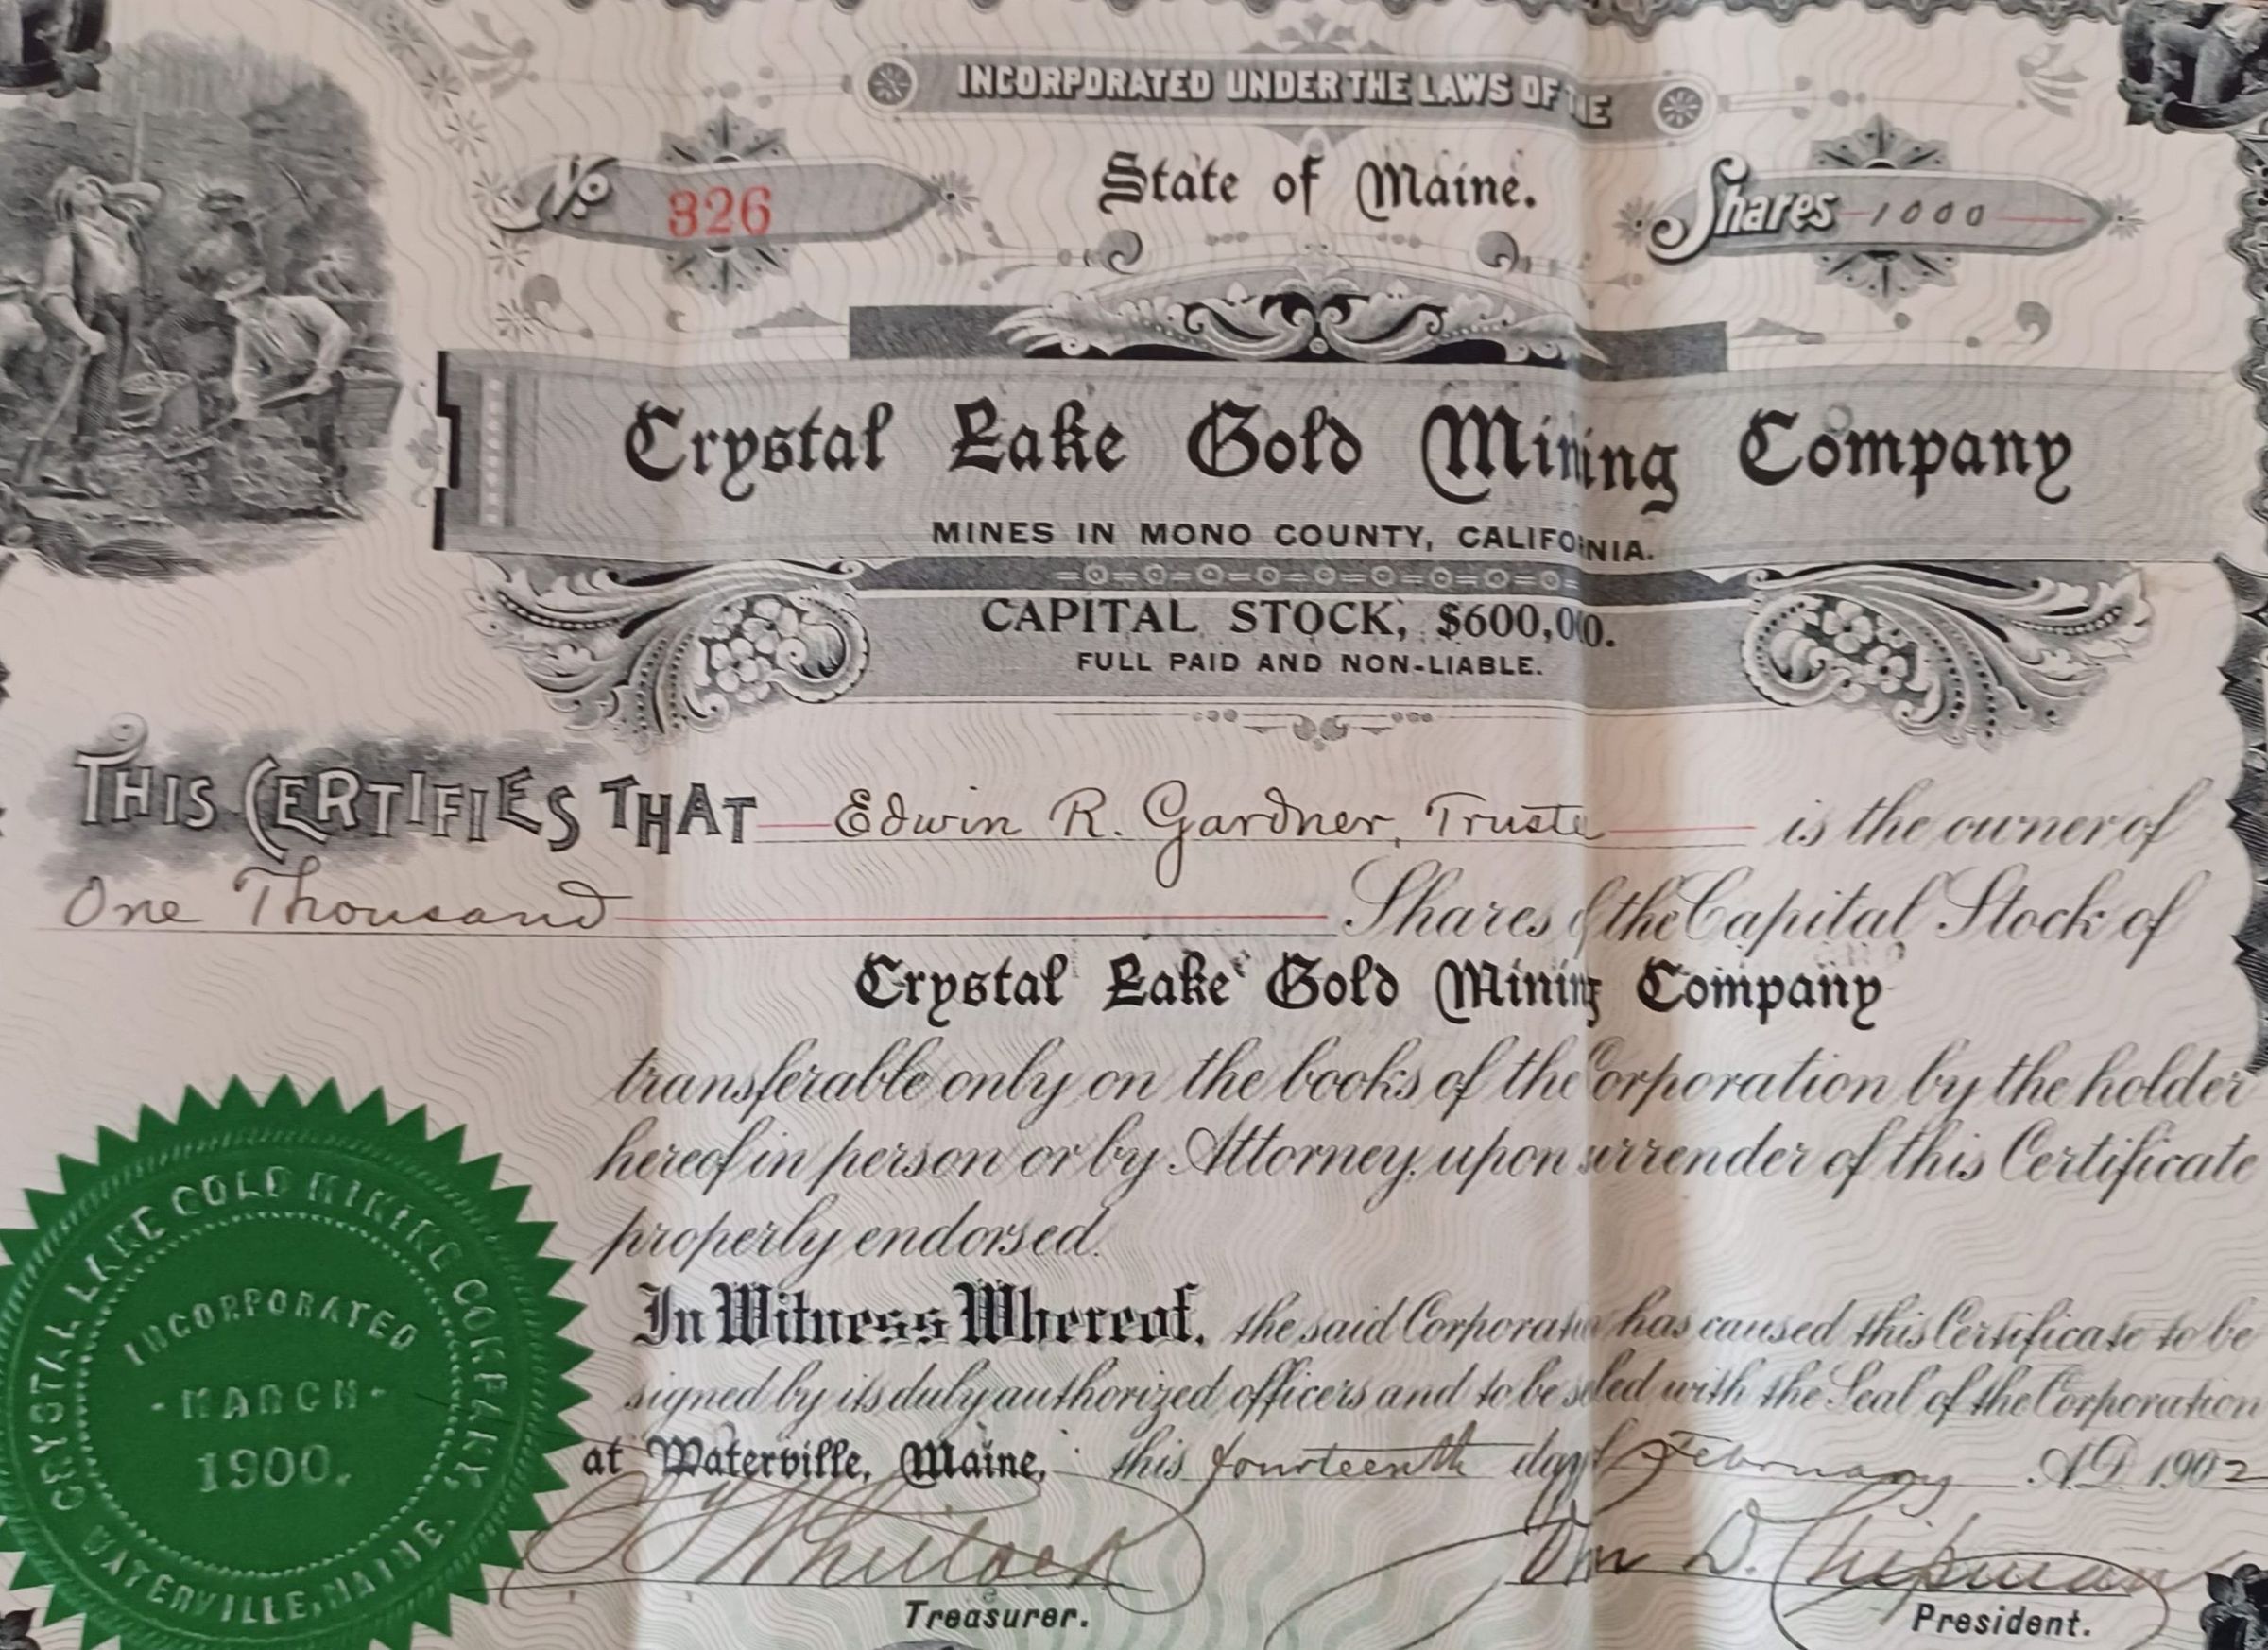 INCORPORATED UNDER THE LAWS OF THE
No 326
State of Maine.
Shares 1000
Crystal Lake Gold Mining Company
MINES IN MONO COUNTY, CALIFORNIA.
CAPITAL STOCK, $600,00.
FULL PAID AND NON-LIABLE.
THIS CERTIFIES THAT Edwin R. Gardner, Truste is the owner of
One Thousand Shares of the Capital Stock of
Crystal Lake Gold Mining Company
transferable only on the books of the Corporation by the holder
hereof in person or by Attorney, upon surrender of this Certificate
properly endorsed.
In Witness Whereof, the said Corporation has caused this Certificate to be
signed by its duly authorized officers and to be sealed with the Seal of the Corporation
at Waterville, Maine, this fourteenth day of February A.D. 1902
Whitlock
Treasurer.
Wm D. Chipman
President.
CRYSTAL LAKE GOLD MINING COMPANY,
INCORPORATED
-MARCH-
1900.
WATERVILLE, MAINE.